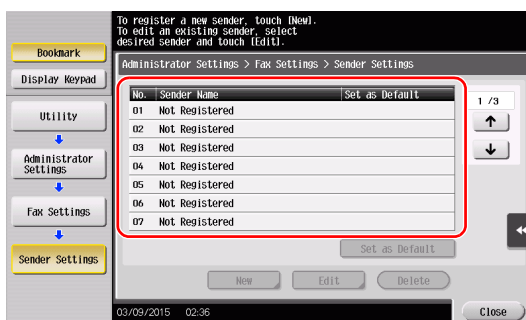 To register a new sender, touch [New].
To edit an existing sender, select
desired sender and touch [Edit].
Bookmark
Display Keypad
Utility
Administrator
Settings
Fax Settings
Sender Settings
Administrator Settings > Fax Settings > Sender Settings
No. Sender Name Set as Default
01 Not Registered
02 Not Registered
03 Not Registered
04 Not Registered
05 Not Registered
06 Not Registered
07 Not Registered
1 /3
Set as Default
New Edit Delete
03/09/2015 02:36
Close